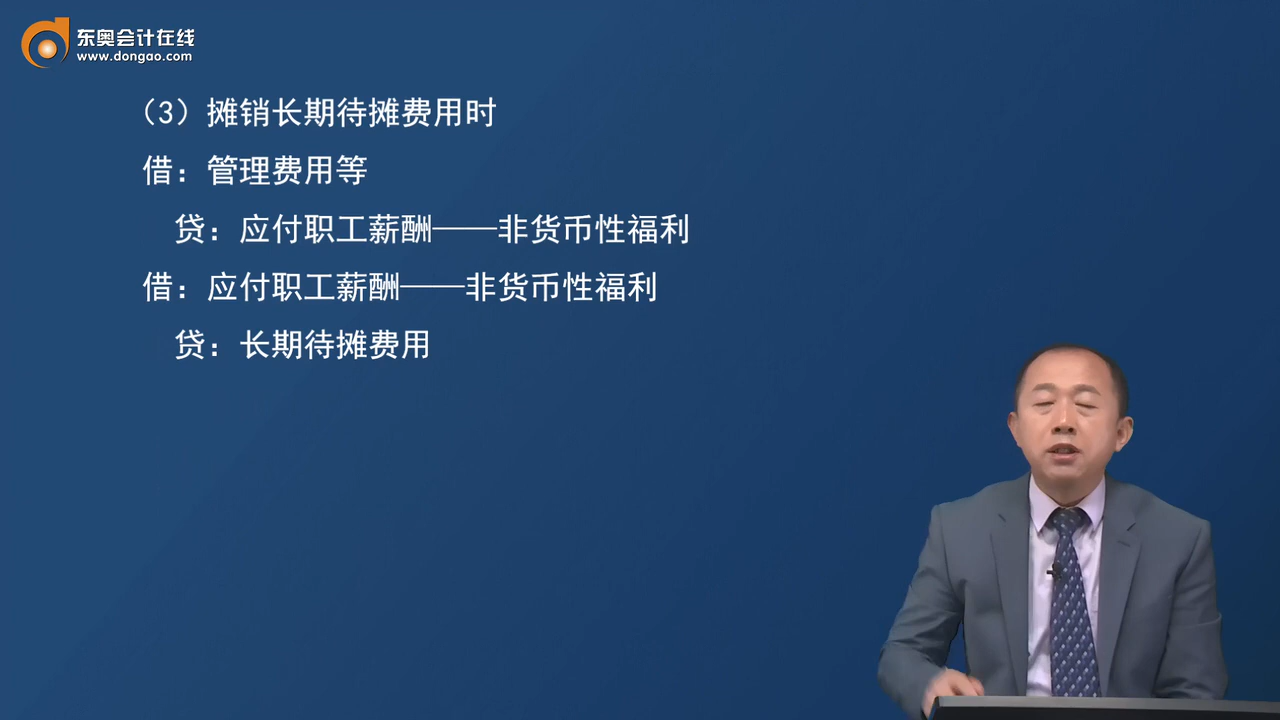 东奥会计在线
www.dongao.com
（3）摊销长期待摊费用时
借：管理费用等
贷：应付职工薪酬——非货币性福利
借：应付职工薪酬——非货币性福利
贷：长期待摊费用